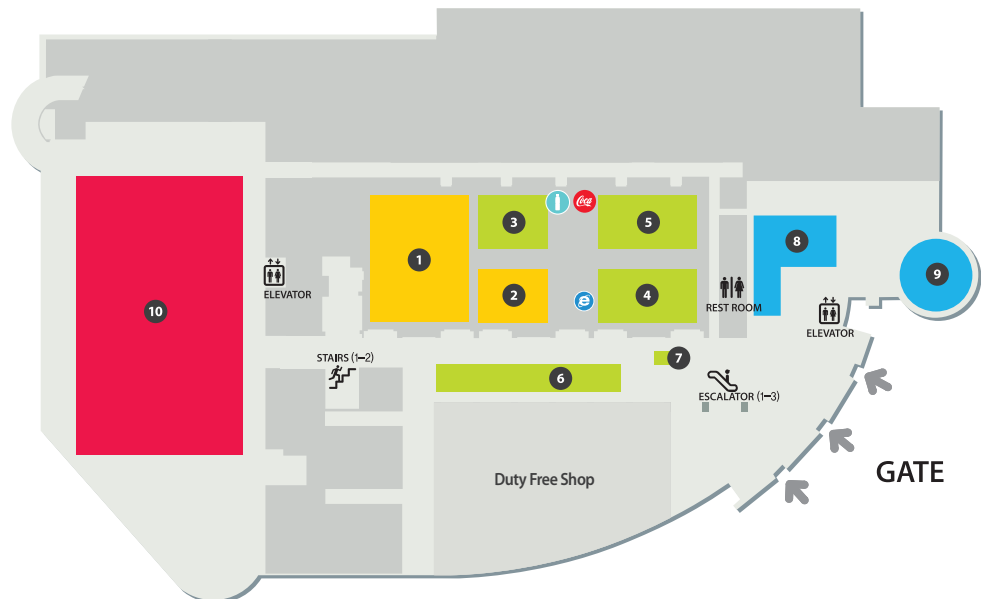 Coca
3
5
1
8
2
4
9
ELEVATOR
REST ROOM
10
ELEVATOR
STAIRS (1–2)
7
6
ESCALATOR (1–3)
GATE
Duty Free Shop